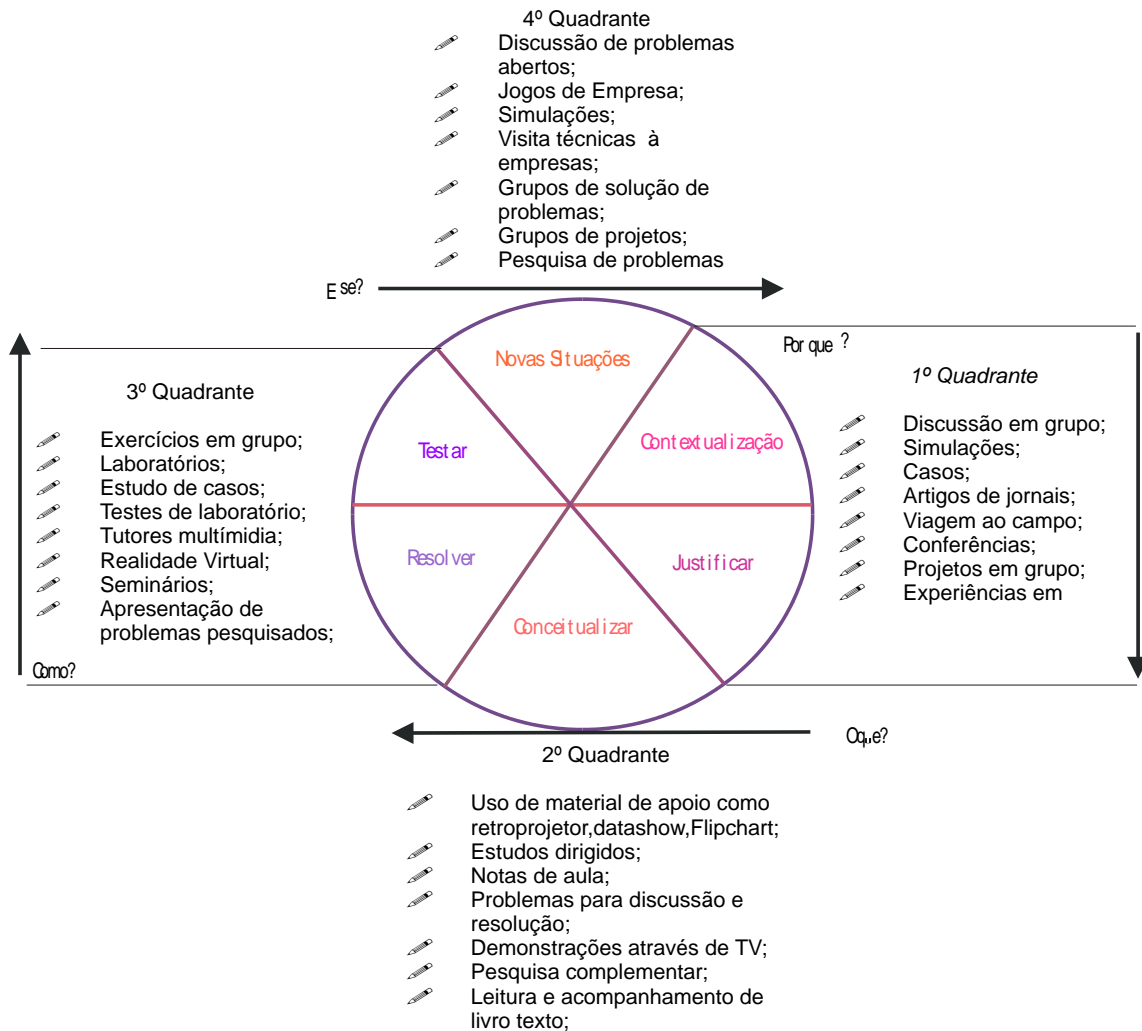 4º Quadrante
Discussão de problemas
abertos;
Jogos de Empresa;
Simulações;
Visita técnicas à
empresas;
Grupos de solução de
problemas;
Grupos de projetos;
Pesquisa de problemas
E se?
Por que ?
Novas Situações
Contextualização
Testar
Resolver
Justificar
Conceitualizar
3º Quadrante
Exercícios em grupo;
Laboratórios;
Estudo de casos;
Testes de laboratório;
Tutores multímidia;
Realidade Virtual;
Seminários;
Apresentação de
problemas pesquisados;
Como?
1º Quadrante
Discussão em grupo;
Simulações;
Casos;
Artigos de jornais;
Viagem ao campo;
Conferências;
Projetos em grupo;
Experiências em
O que?
2º Quadrante
Uso de material de apoio como
retroprojetor,datashow,Flipchart;
Estudos dirigidos;
Notas de aula;
Problemas para discussão e
resolução;
Demonstrações através de TV;
Pesquisa complementar;
Leitura e acompanhamento de
livro texto;